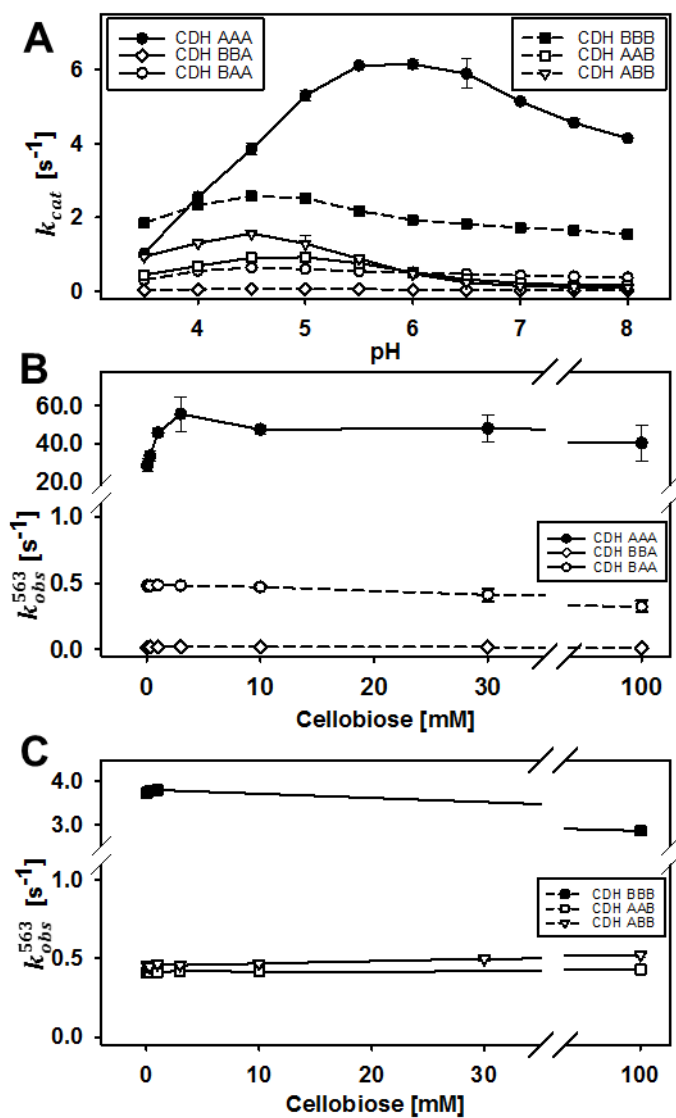 A
CDH AAA
CDH BBA
CDH BAA
CDH BBB
CDH AAB
CDH ABB
k_cat [s⁻¹]
6
4
2
0
4 5 6 7 8
pH
B
k_obs^563 [s⁻¹]
60.0
40.0
20.0
1.0
0.5
0.0
CDH AAA
CDH BBA
CDH BAA
0 10 20 30 100
Cellobiose [mM]
C
k_obs^563 [s⁻¹]
4.0
3.0
1.0
0.5
0.0
CDH BBB
CDH AAB
CDH ABB
0 10 20 30 100
Cellobiose [mM]